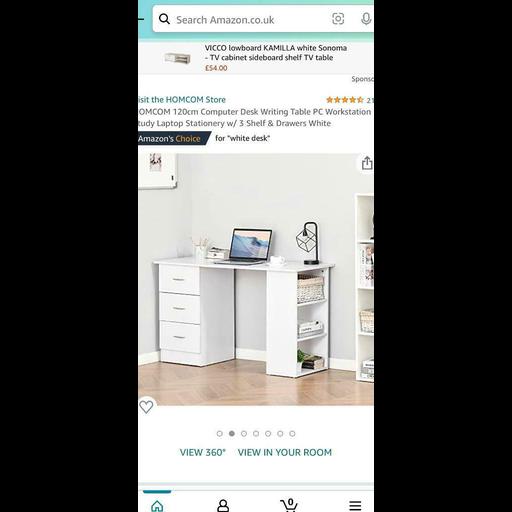 Search Amazon.co.uk
VICCO lowboard KAMILLA white Sonoma
- TV cabinet sideboard shelf TV table
£54.00
Sponso
isit the HOMCOM Store
21
OMCOM 120cm Computer Desk Writing Table PC Workstation
tudy Laptop Stationery w/ 3 Shelf & Drawers White
Amazon's Choice for "white desk"
VIEW 360° VIEW IN YOUR ROOM
0